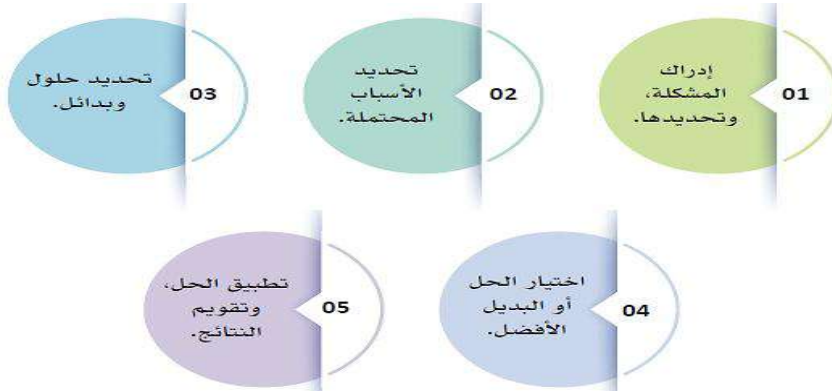 01
إدراك
المشكلة،
وتحديدها.
02
تحديد
الأسباب
المحتملة.
03
تحديد حلول
وبدائل.
04
اختيار الحل
أو البديل
الأفضل.
05
تطبيق الحل،
وتقويم
النتائج.